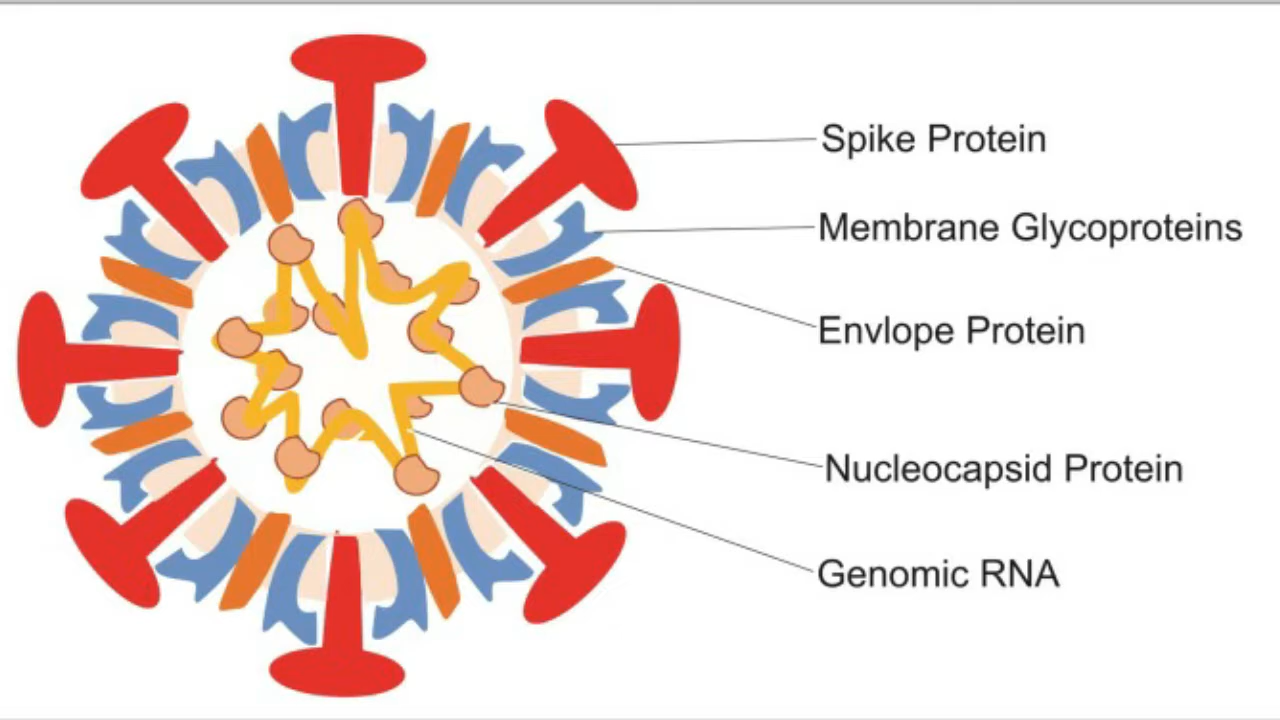 Spike Protein
Membrane Glycoproteins
Envlope Protein
Nucleocapsid Protein
Genomic RNA